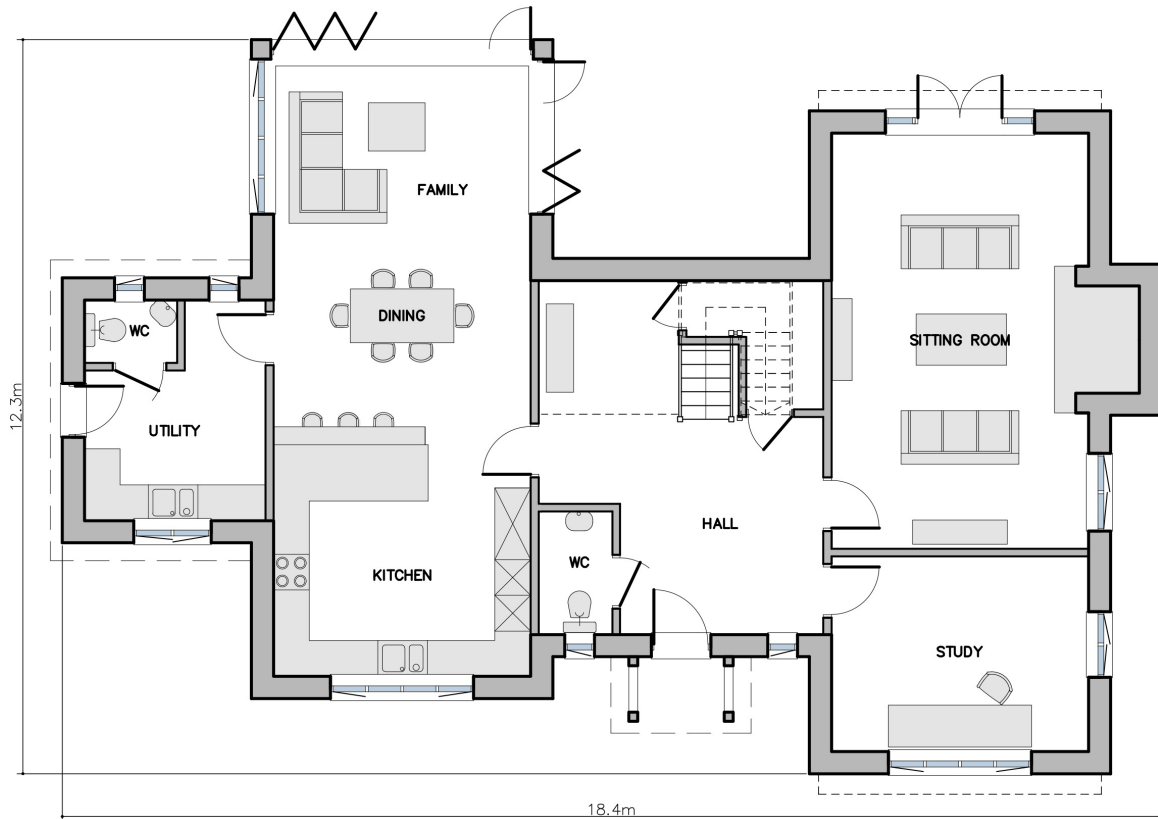 FAMILY
DINING
WC
SITTING ROOM
12.3m
UTILITY
HALL
WC
KITCHEN
STUDY
18.4m